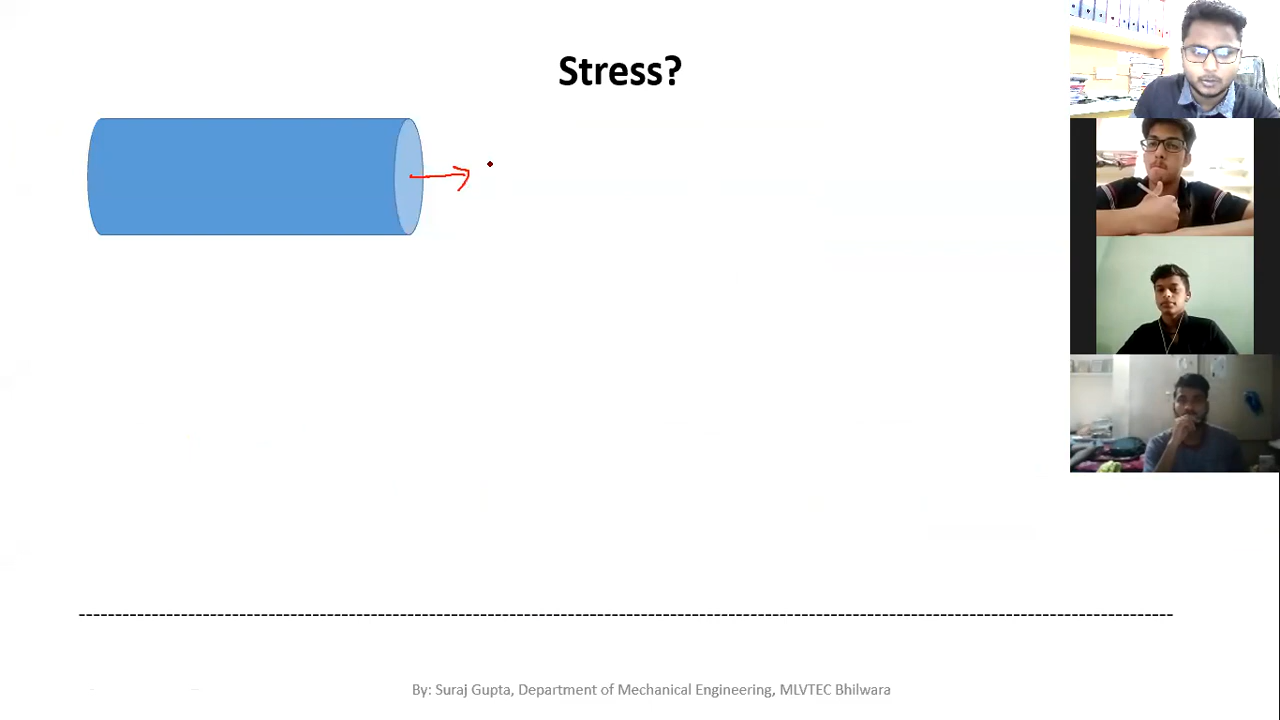 Stress?
By: Suraj Gupta, Department of Mechanical Engineering, MLVTEC Bhilwara